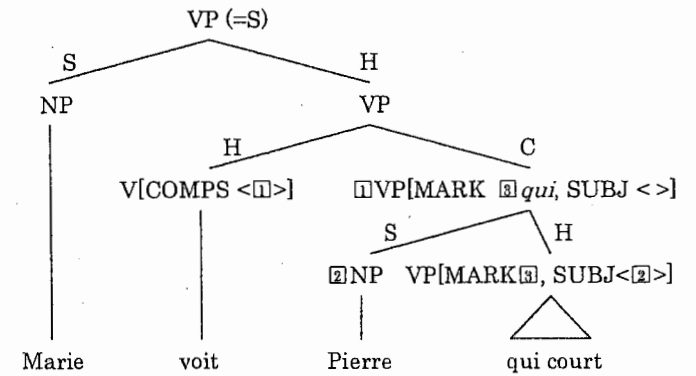 VP (=S)
S H
NP VP
H C
V[COMPS <1>] 1VP[MARK 3 qui, SUBJ < >]
S H
2NP VP[MARK3, SUBJ<2>]
Marie voit Pierre qui court